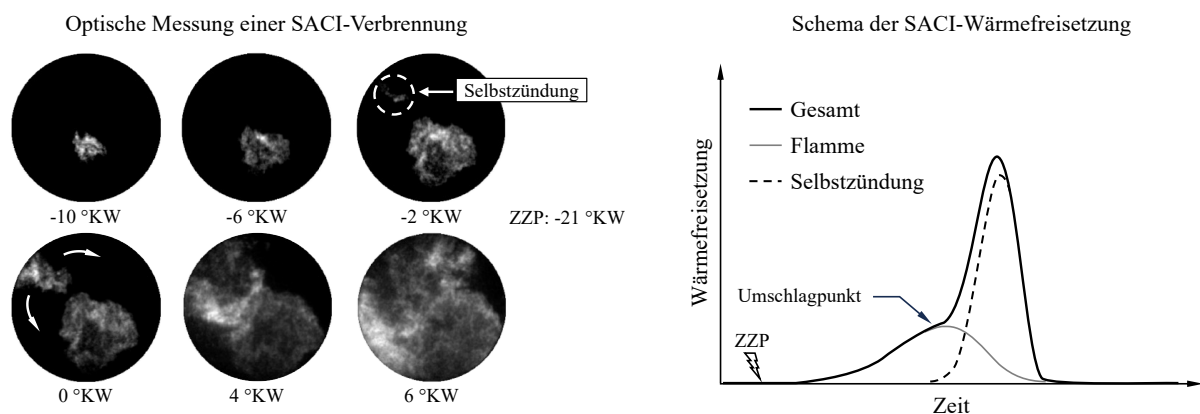 Optische Messung einer SACI-Verbrennung
Selbstzündung
-10 °KW
-6 °KW
-2 °KW
ZZP: -21 °KW
0 °KW
4 °KW
6 °KW
Schema der SACI-Wärmefreisetzung
Wärmefreisetzung
Gesamt
Flamme
Selbstzündung
Umschlagpunkt
ZZP
Zeit